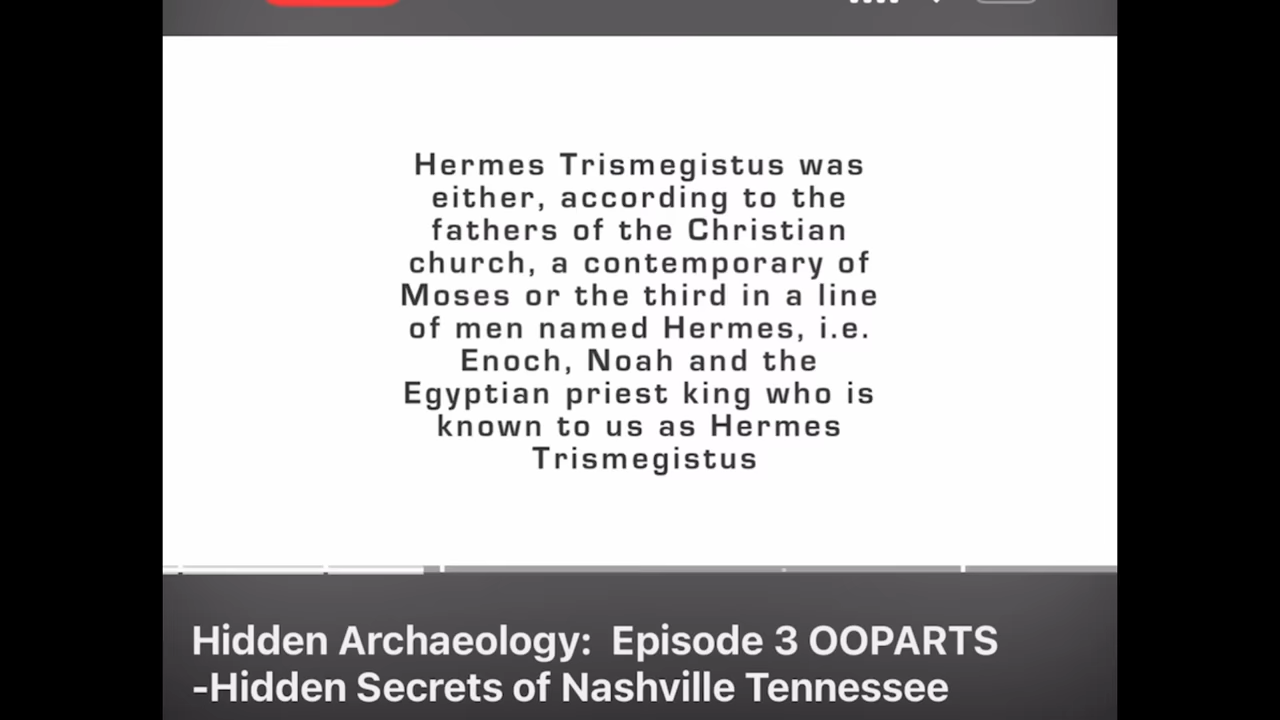 Hermes Trismegistus was
either, according to the
fathers of the Christian
church, a contemporary of
Moses or the third in a line
of men named Hermes, i.e.
Enoch, Noah and the
Egyptian priest king who is
known to us as Hermes
Trismegistus
Hidden Archaeology: Episode 3 OOPARTS
-Hidden Secrets of Nashville Tennessee